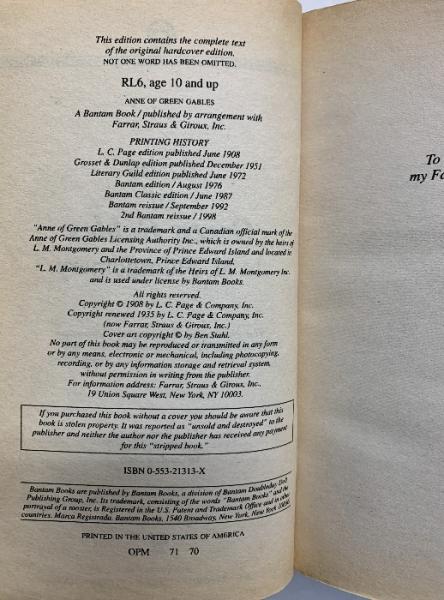 This edition contains the complete text
of the original hardcover edition.
NOT ONE WORD HAS BEEN OMITTED.
RL6, age 10 and up
ANNE OF GREEN GABLES
A Bantam Book / published by arrangement with
Farrar, Straus & Giroux, Inc.
PRINTING HISTORY
L. C. Page edition published June 1908
Grosset & Dunlap edition published December 1951
Literary Guild edition published June 1972
Bantam edition / August 1976
Bantam Classic edition / June 1987
Bantam reissue / September 1992
2nd Bantam reissue / 1998
"Anne of Green Gables" is a trademark and a Canadian official mark of the
Anne of Green Gables Licensing Authority Inc., which is owned by the heirs of
L. M. Montgomery and the Province of Prince Edward Island and located in
Charlottetown, Prince Edward Island.
"L. M. Montgomery" is a trademark of the Heirs of L. M. Montgomery Inc.
and is used under license by Bantam Books.
All rights reserved.
Copyright © 1908 by L. C. Page & Company, Inc.
Copyright renewed 1935 by L. C. Page & Company, Inc.
(now Farrar, Straus & Giroux, Inc.)
Cover art copyright © by Ben Stahl.
No part of this book may be reproduced or transmitted in any form
or by any means, electronic or mechanical, including photocopying,
recording, or by any information storage and retrieval system,
without permission in writing from the publisher.
For information address: Farrar, Straus & Giroux, Inc.,
19 Union Square West, New York, NY 10003.
If you purchased this book without a cover you should be aware that this
book is stolen property. It was reported as "unsold and destroyed" to the
publisher and neither the author nor the publisher has received any payment
for this "stripped book."
ISBN 0-553-21313-X
Bantam Books are published by Bantam Books, a division of Bantam Doubleday Dell
Publishing Group, Inc. Its trademark, consisting of the words "Bantam Books" and the
portrayal of a rooster, is Registered in the U.S. Patent and Trademark Office and in other
countries. Marca Registrada. Bantam Books, 1540 Broadway, New York, New York 10036.
PRINTED IN THE UNITED STATES OF AMERICA
OPM 71 70
To
my Fa